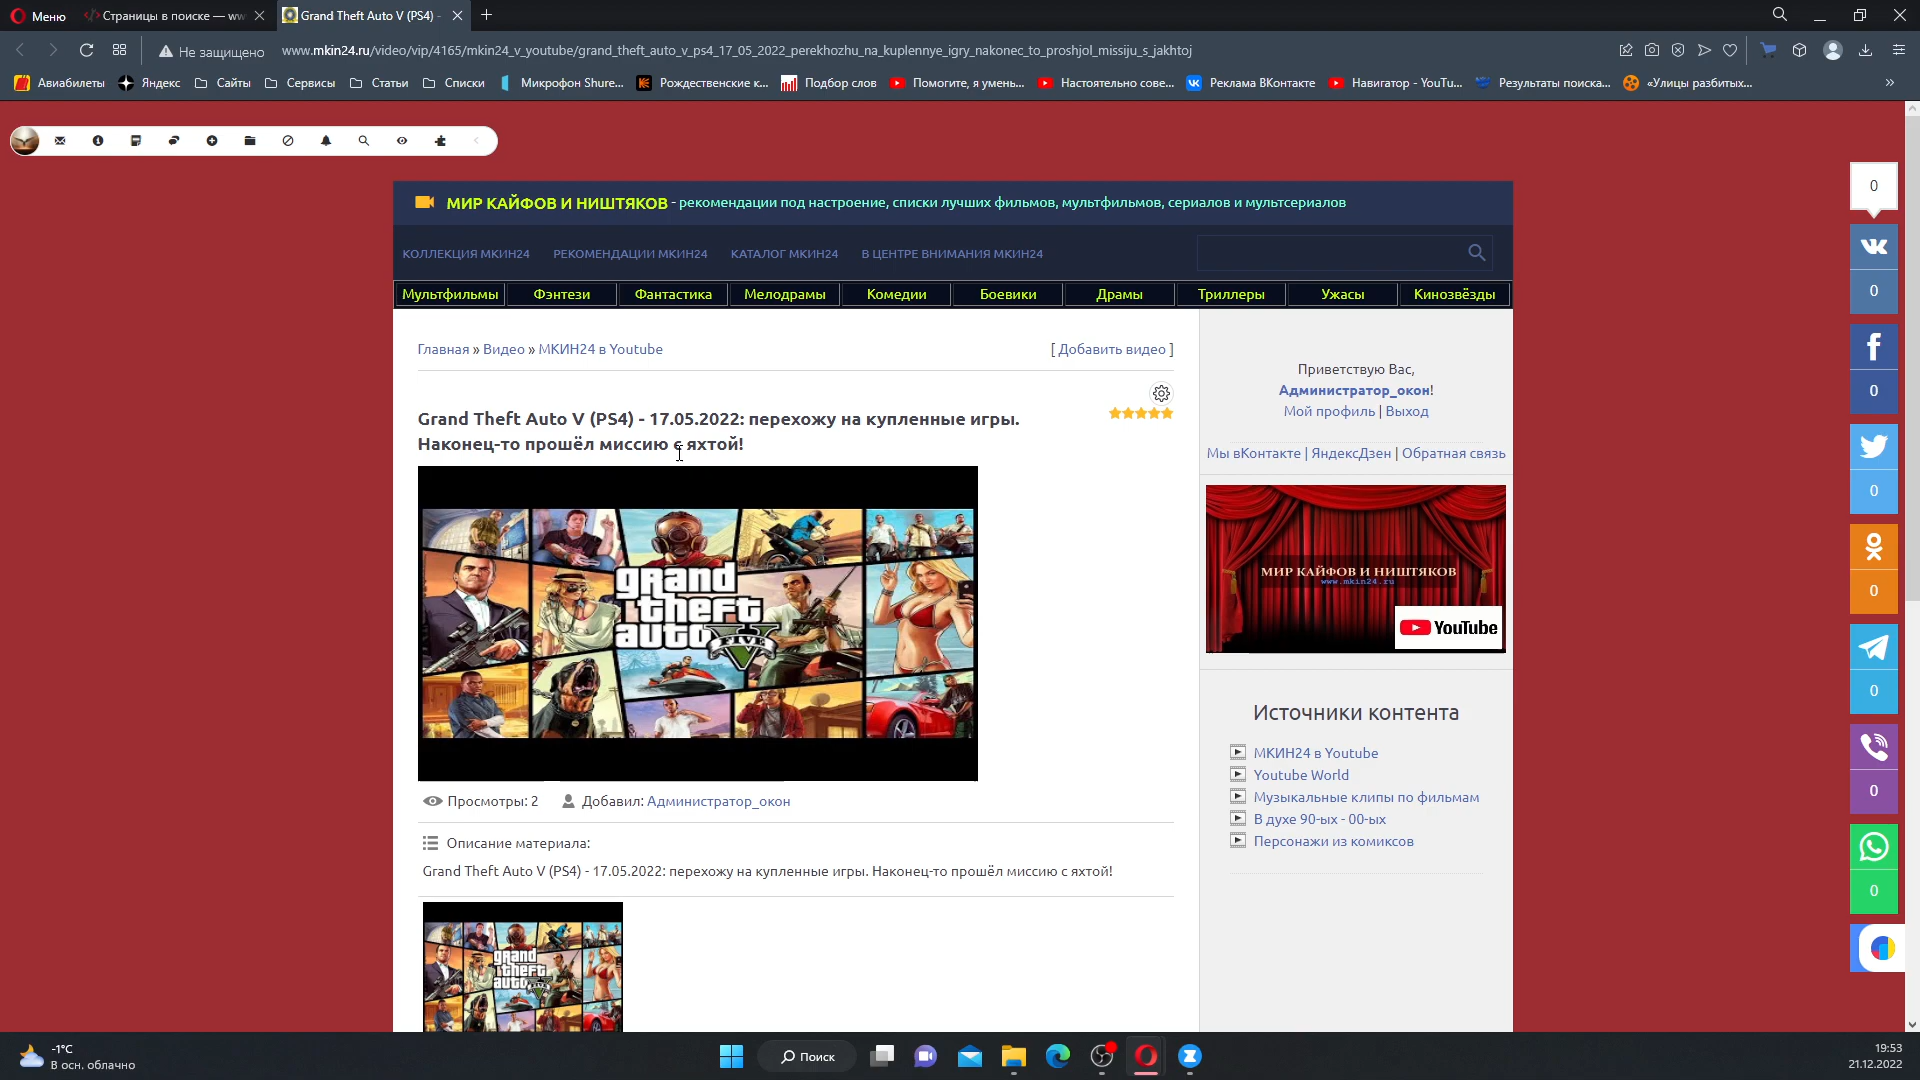 Меню
Страницы в поиске — ww
Grand Theft Auto V (PS4) -
Не защищено
www.mkin24.ru/video/vip/4165/mkin24_v_youtube/grand_theft_auto_v_ps4_17_05_2022_perekhozhu_na_kuplennye_igry_nakonec_to_proshjol_missiju_s_jakhtoj
Авиабилеты
Яндекс
Сайты
Сервисы
Статьи
Списки
Микрофон Shure...
Рождественские к...
Подбор слов
Помогите, я умень...
Настоятельно сове...
Реклама ВКонтакте
Навигатор - YouTu...
Результаты поиска...
«Улицы разбитых...
»
МИР КАЙФОВ И НИШТЯКОВ - рекомендации под настроение, списки лучших фильмов, мультфильмов, сериалов и мультсериалов
КОЛЛЕКЦИЯ МКИН24 РЕКОМЕНДАЦИИ МКИН24 КАТАЛОГ МКИН24 В ЦЕНТРЕ ВНИМАНИЯ МКИН24
Мультфильмы Фэнтези Фантастика Мелодрамы Комедии Боевики Драмы Триллеры Ужасы Кинозвёзды
Главная » Видео » МКИН24 в Youtube
[ Добавить видео ]
Grand Theft Auto V (PS4) - 17.05.2022: перехожу на купленные игры.
Наконец-то прошёл миссию с яхтой!
grand
theft
auto
FIVE
Просмотры: 2 Добавил: Администратор_окон
Описание материала:
Grand Theft Auto V (PS4) - 17.05.2022: перехожу на купленные игры. Наконец-то прошёл миссию с яхтой!
grand
theft
auto
Приветствую Вас,
Администратор_окон!
Мой профиль | Выход
Мы вКонтакте | ЯндексДзен | Обратная связь
МИР КАЙФОВ И НИШТЯКОВ
www.mkin24.ru
YouTube
Источники контента
МКИН24 в Youtube
Youtube World
Музыкальные клипы по фильмам
В духе 90-ых - 00-ых
Персонажи из комиксов
0
0
0
0
0
0
0
0
-1°C
В осн. облачно
Поиск
19:53
21.12.2022